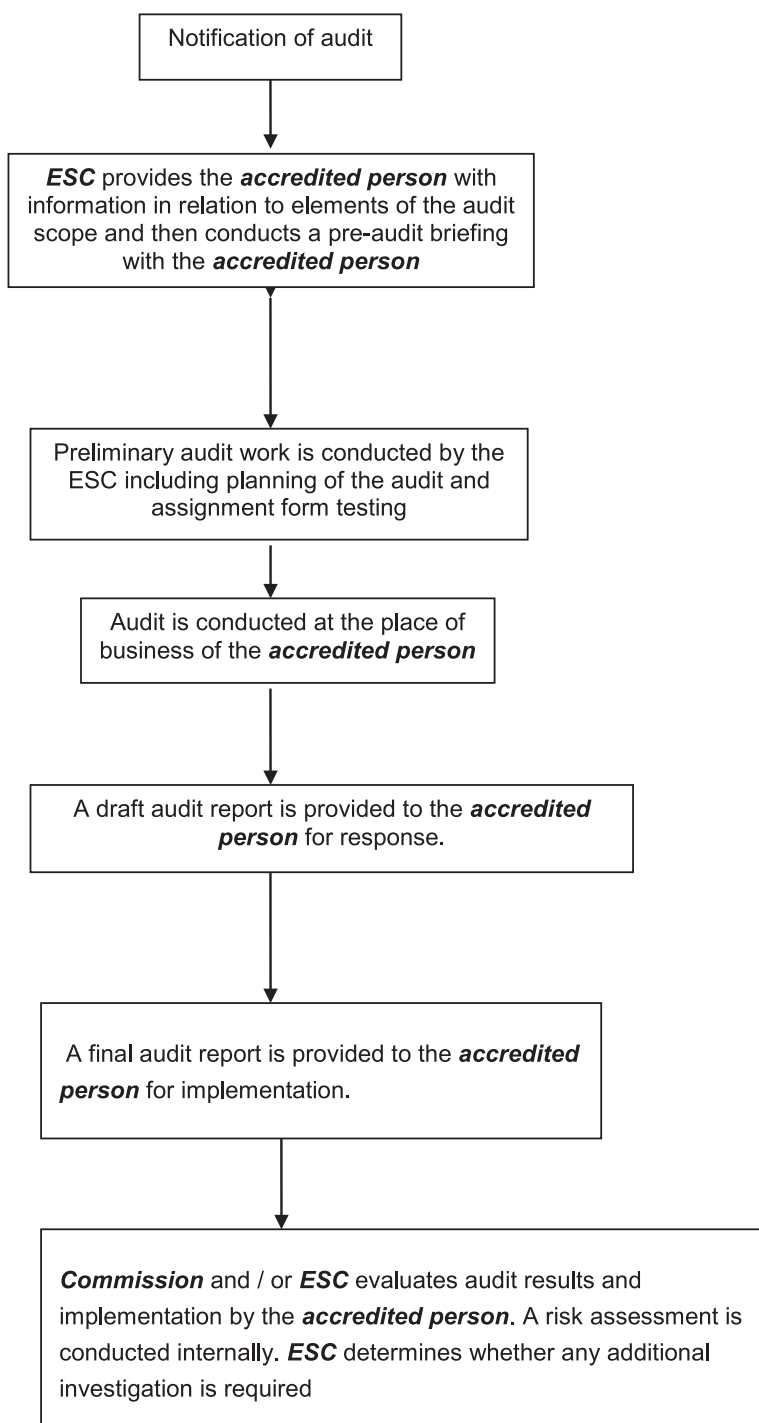 Notification of audit
ESC provides the accredited person with
information in relation to elements of the audit
scope and then conducts a pre-audit briefing
with the accredited person
Preliminary audit work is conducted by the
ESC including planning of the audit and
assignment form testing
Audit is conducted at the place of
business of the accredited person
A draft audit report is provided to the accredited
person for response.
A final audit report is provided to the accredited
person for implementation.
Commission and / or ESC evaluates audit results and
implementation by the accredited person. A risk assessment is
conducted internally. ESC determines whether any additional
investigation is required